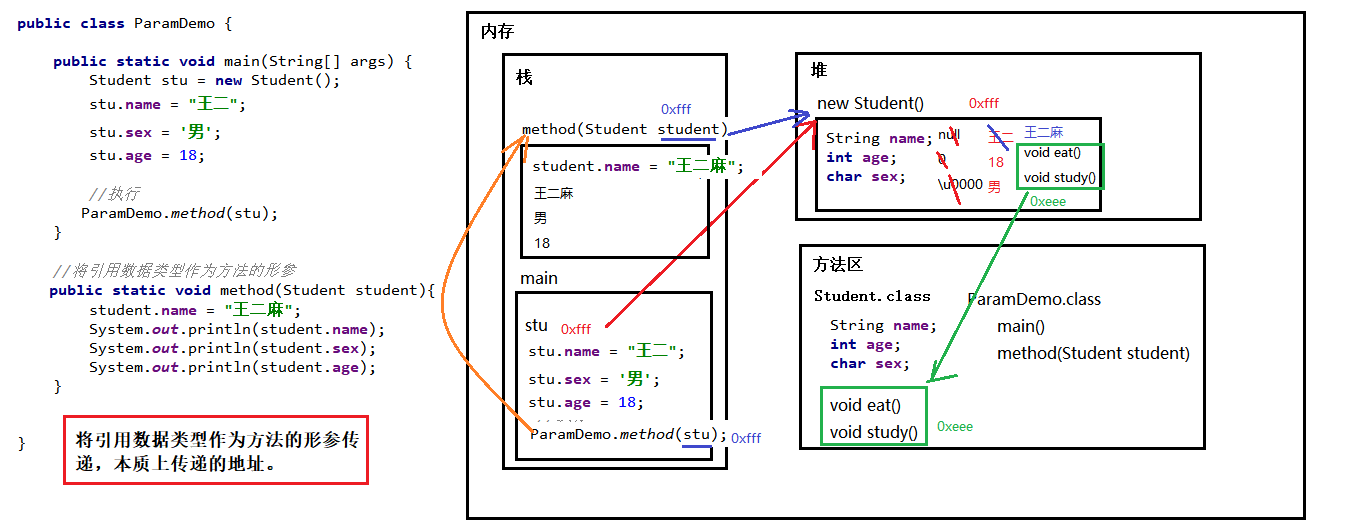 public class ParamDemo {
public static void main(String[] args) {
Student stu = new Student();
stu.name = "王二";
stu.sex = '男';
stu.age = 18;
//执行
ParamDemo.method(stu);
}
//将引用数据类型作为方法的形参
public static void method(Student student){
student.name = "王二麻";
System.out.println(student.name);
System.out.println(student.sex);
System.out.println(student.age);
}
}
将引用数据类型作为方法的形参传
递，本质上传递的地址。
内存
栈
0xfff
method(Student student)
student.name = "王二麻";
王二麻
男
18
main
stu 0xfff
stu.name = "王二";
stu.sex = '男';
stu.age = 18;
ParamDemo.method(stu); 0xfff
堆
new Student() 0xfff
String name; null 王二 王二麻
int age; 0 18 void eat()
char sex; \u0000 男 void study()
0xeee
方法区
Student.class ParamDemo.class
String name; main()
int age; method(Student student)
char sex;
void eat()
void study() 0xeee